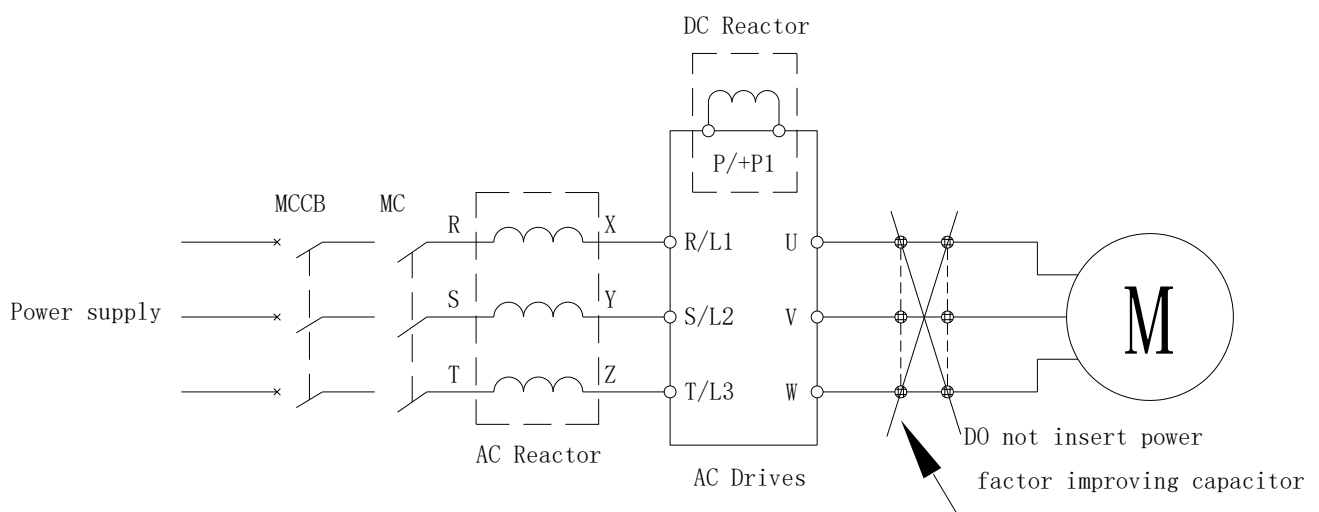 DC Reactor
P/+P1
MCCB
MC
R
X
R/L1
U
S
Y
Power supply
S/L2
V
M
T
Z
T/L3
W
DO not insert power
factor improving capacitor
AC Reactor
AC Drives